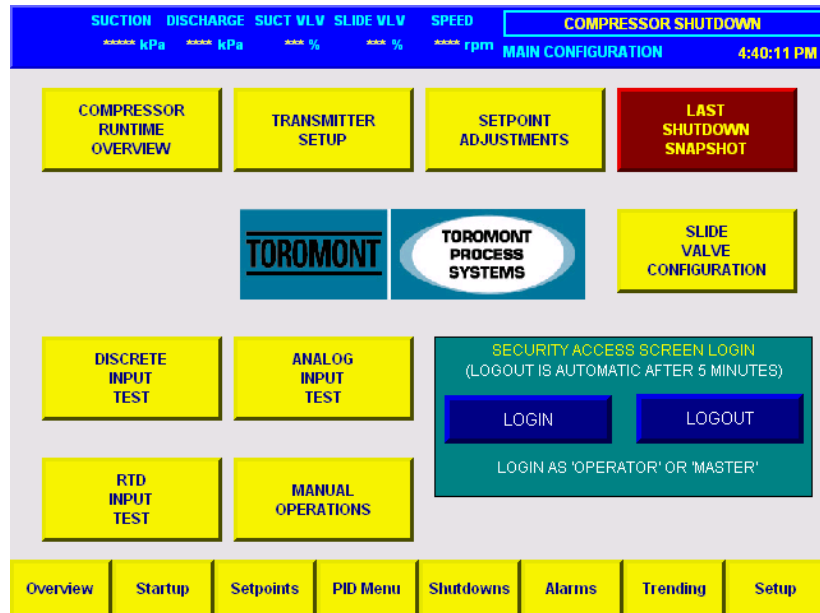 SUCTION DISCHARGE SUCT VLV SLIDE VLV SPEED
***** kPa **** kPa *** % *** % **** rpm
COMPRESSOR SHUTDOWN
MAIN CONFIGURATION 4:40:11 PM
COMPRESSOR
RUNTIME
OVERVIEW
TRANSMITTER
SETUP
SETPOINT
ADJUSTMENTS
LAST
SHUTDOWN
SNAPSHOT
TOROMONT
TOROMONT
PROCESS
SYSTEMS
SLIDE
VALVE
CONFIGURATION
DISCRETE
INPUT
TEST
ANALOG
INPUT
TEST
SECURITY ACCESS SCREEN LOGIN
(LOGOUT IS AUTOMATIC AFTER 5 MINUTES)
LOGIN LOGOUT
LOGIN AS 'OPERATOR' OR 'MASTER'
RTD
INPUT
TEST
MANUAL
OPERATIONS
Overview Startup Setpoints PID Menu Shutdowns Alarms Trending Setup